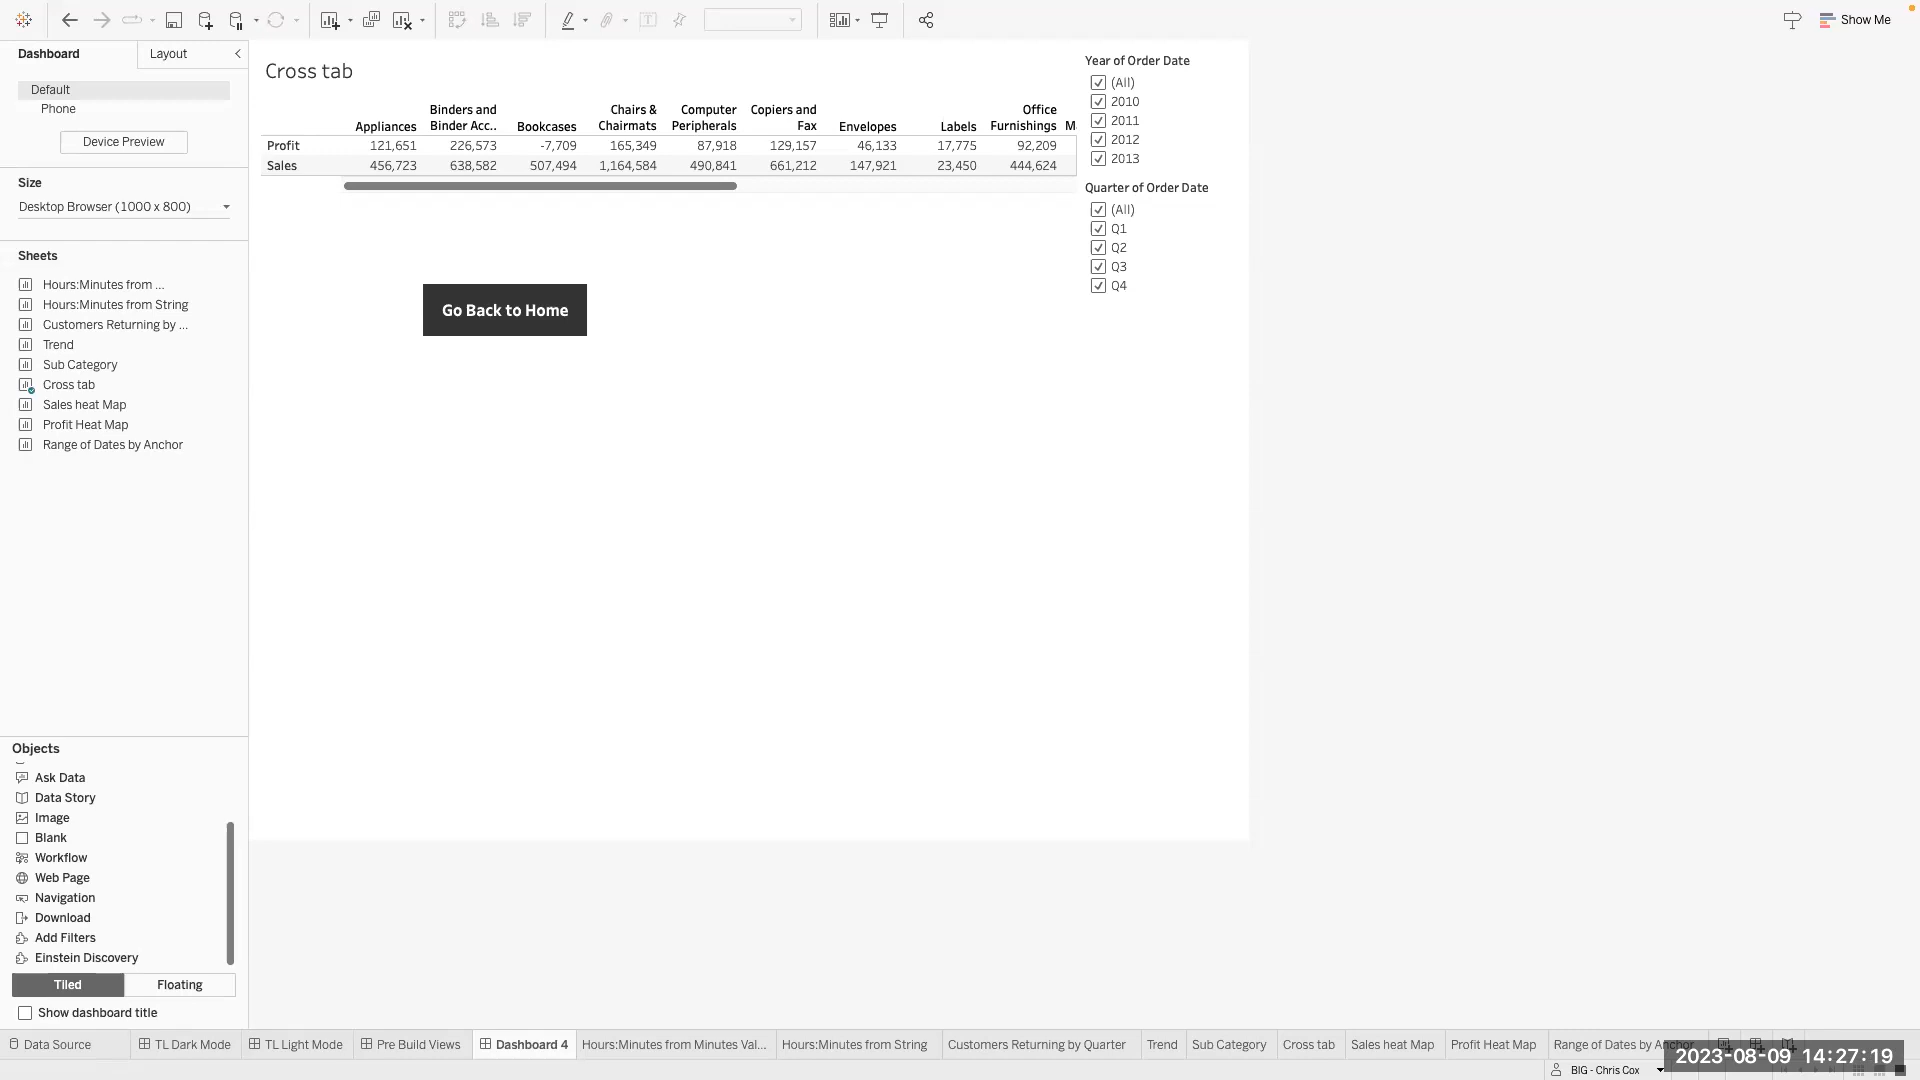 Show Me
Dashboard
Layout
Default
Phone
Device Preview
Size
Desktop Browser (1000 x 800)
Sheets
Hours:Minutes from ...
Hours:Minutes from String
Customers Returning by ...
Trend
Sub Category
Cross tab
Sales heat Map
Profit Heat Map
Range of Dates by Anchor
Objects
Ask Data
Data Story
Image
Blank
Workflow
Web Page
Navigation
Download
Add Filters
Einstein Discovery
Tiled Floating
Show dashboard title
Cross tab
Appliances
Binders and
Binder Acc..
Bookcases
Chairs &
Chairmats
Computer
Peripherals
Copiers and
Fax
Envelopes
Labels
Office
Furnishings
M
Profit 121,651 226,573 -7,709 165,349 87,918 129,157 46,133 17,775 92,209
Sales 456,723 638,582 507,494 1,164,584 490,841 661,212 147,921 23,450 444,624
Go Back to Home
Year of Order Date
(All)
2010
2011
2012
2013
Quarter of Order Date
(All)
Q1
Q2
Q3
Q4
Data Source TL Dark Mode TL Light Mode Pre Build Views Dashboard 4 Hours:Minutes from Minutes Val... Hours:Minutes from String Customers Returning by Quarter Trend Sub Category Cross tab Sales heat Map Profit Heat Map Range of Dates by Anchor
2023-08-09 14:27:19
BIG - Chris Cox